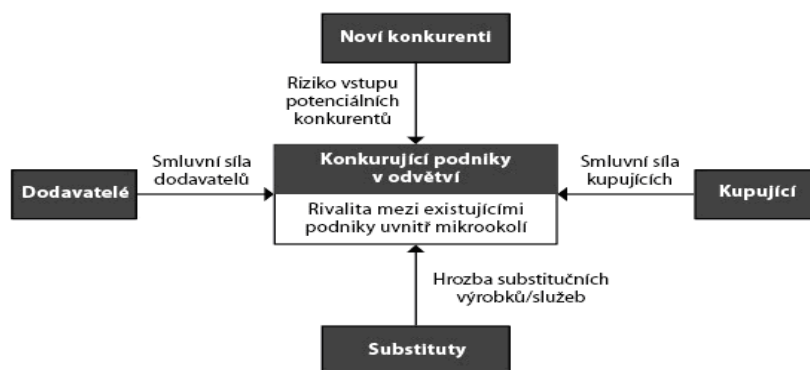 Noví konkurenti
Riziko vstupu
potenciálních
konkurentů
Konkurující podniky
v odvětví
Rivalita mezi existujícími
podniky uvnitř mikrookolí
Dodavatelé
Smluvní síla
dodavatelů
Smluvní síla
kupujících
Kupující
Hrozba substitučních
výrobků/služeb
Substituty